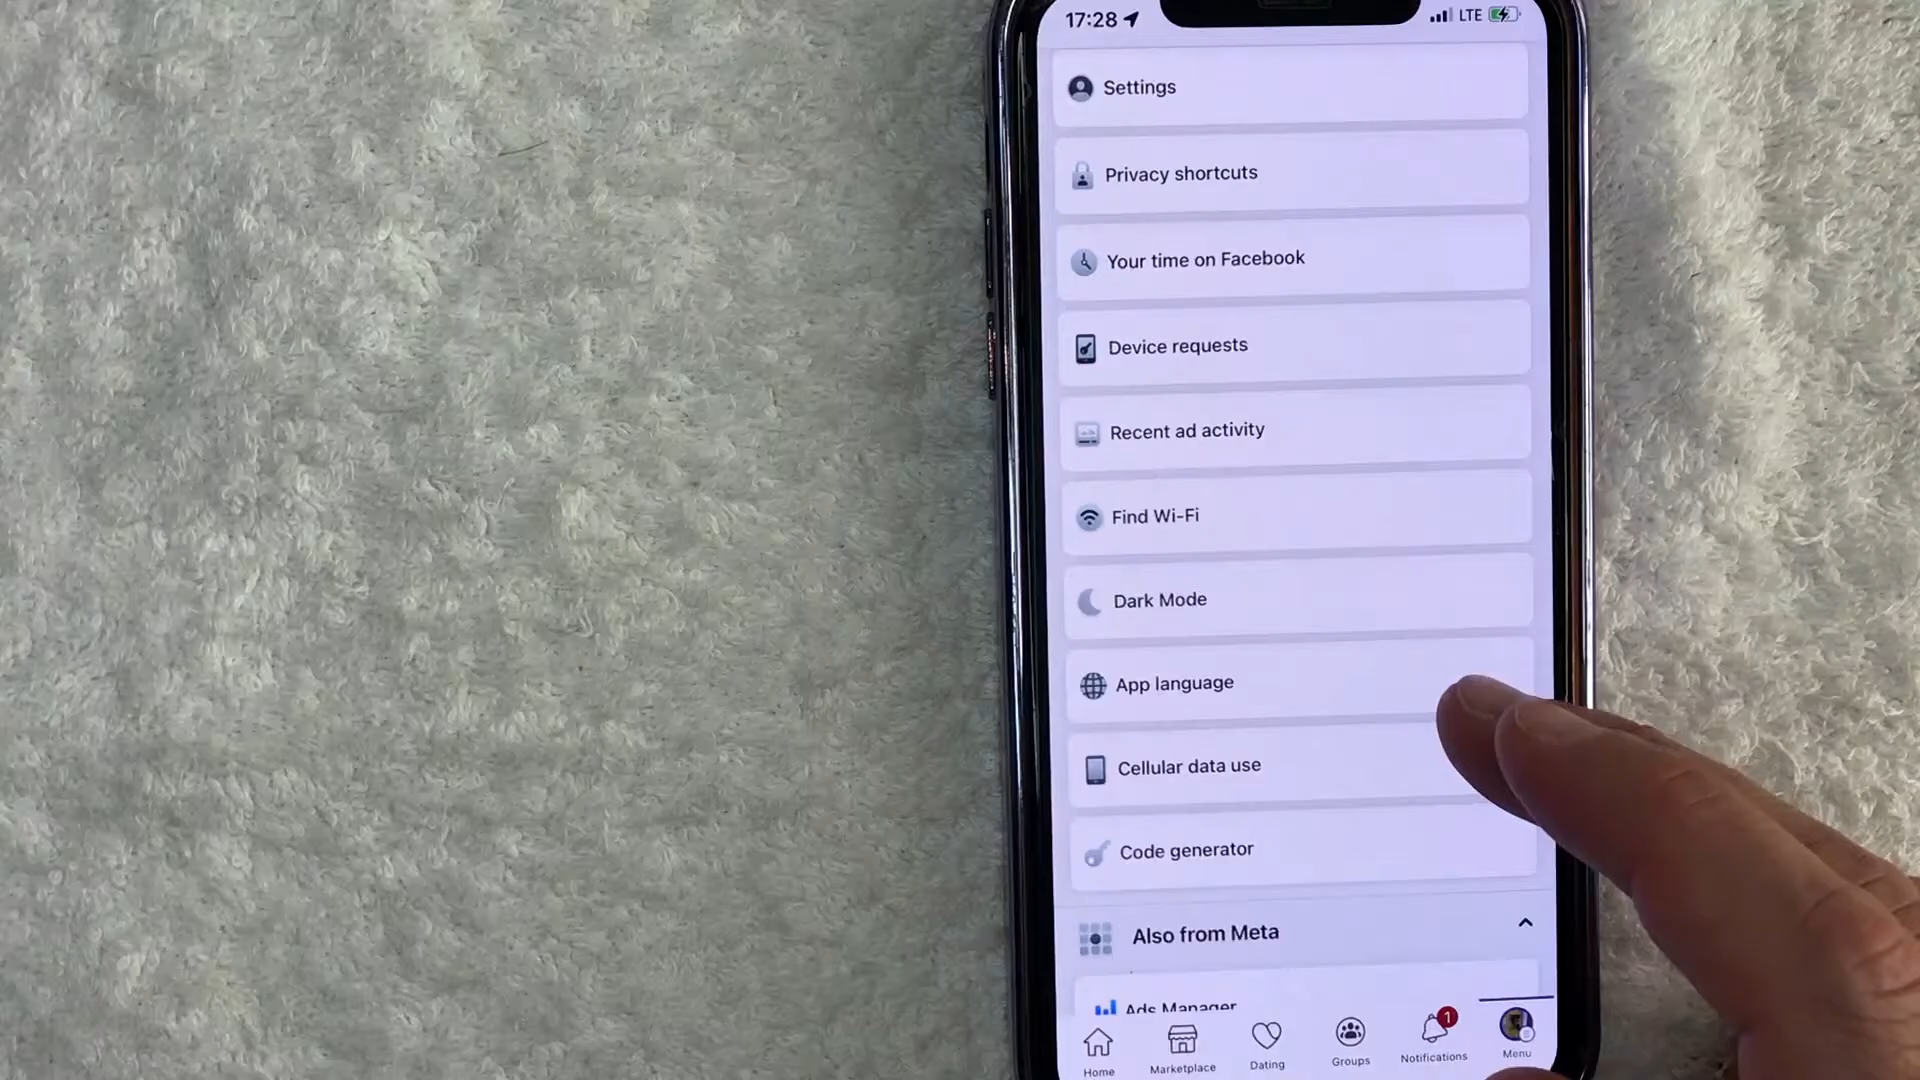 17:28
LTE
Settings
Privacy shortcuts
Your time on Facebook
Device requests
Recent ad activity
Find Wi-Fi
Dark Mode
App language
Cellular data use
Code generator
Also from Meta
Ads Manager
1
Home
Marketplace
Dating
Groups
Notifications
Menu